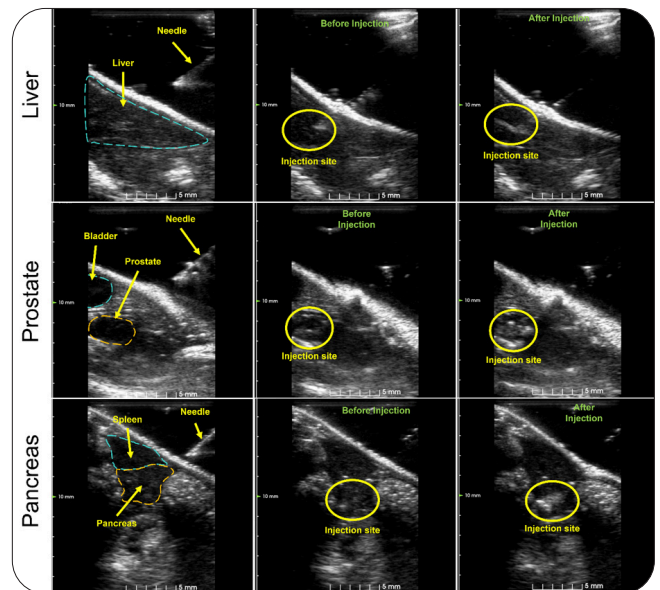 Liver
Needle
Liver
10 mm
5 mm
Before Injection
10 mm
Injection site
5 mm
After Injection
10 mm
Injection site
5 mm
Prostate
Needle
Bladder
Prostate
10 mm
5 mm
Before
Injection
10 mm
Injection site
5 mm
After
Injection
10 mm
Injection site
5 mm
Pancreas
Spleen
Needle
10 mm
Pancreas
5 mm
Before Injection
10 mm
Injection site
5 mm
After
Injection
10 mm
Injection site
5 mm